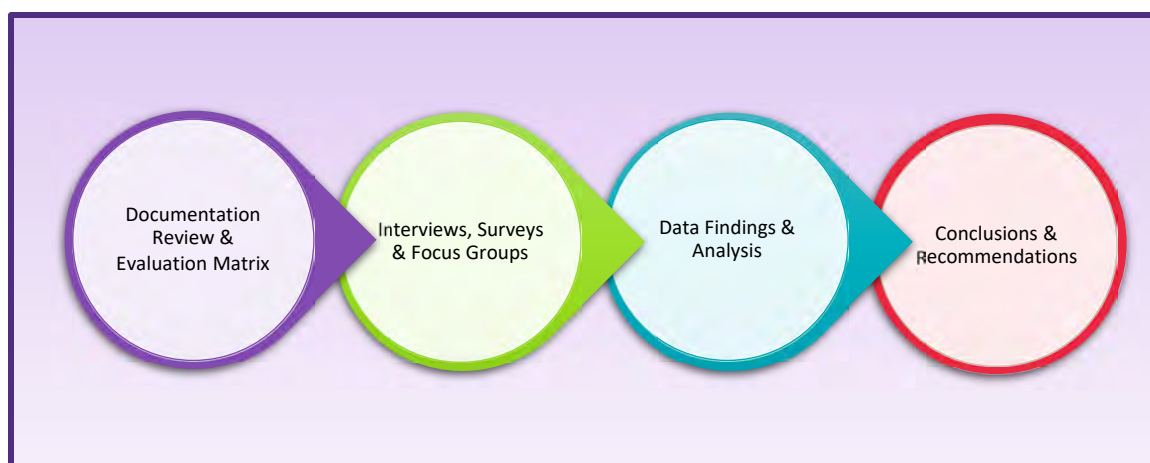 Documentation
Review &
Evaluation Matrix
Interviews, Surveys
& Focus Groups
Data Findings &
Analysis
Conclusions &
Recommendations